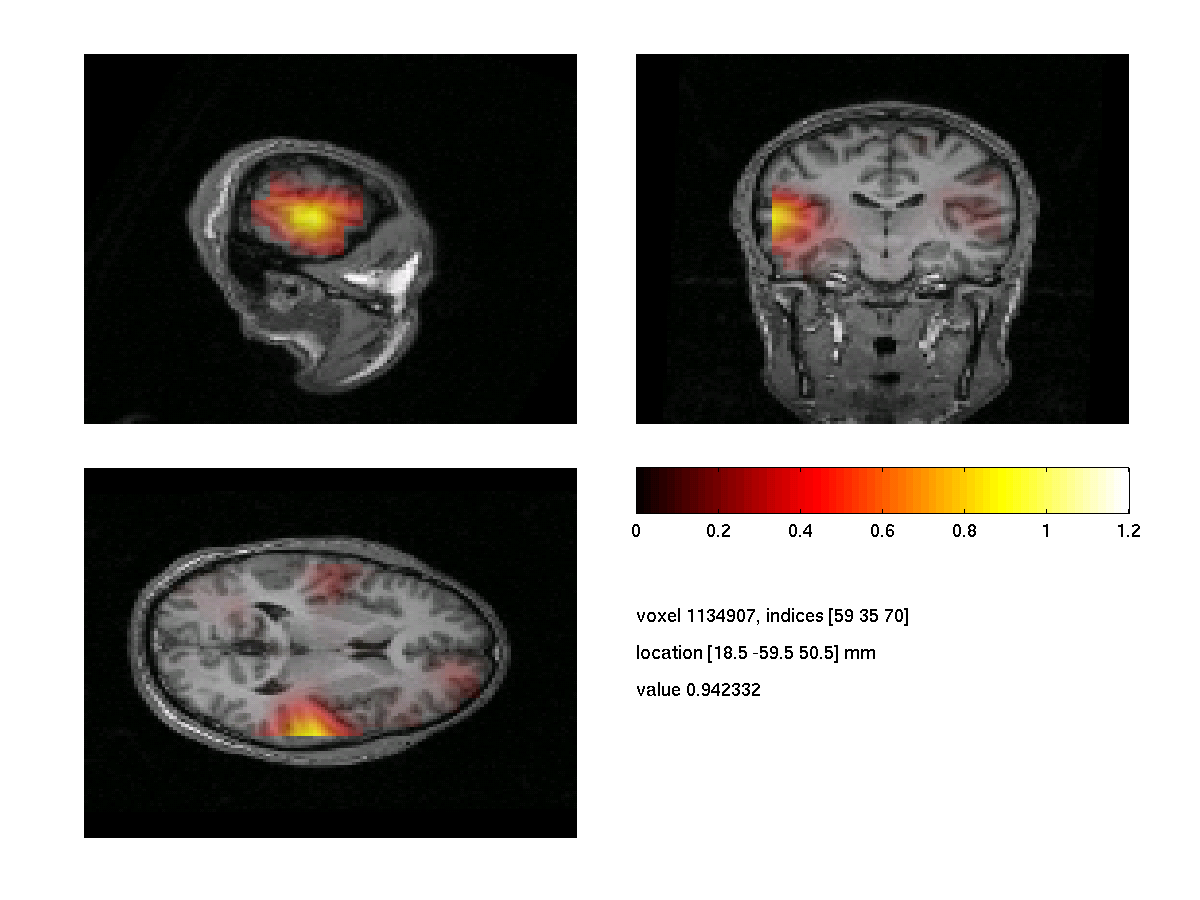 0 0.2 0.4 0.6 0.8 1 1.2
voxel 1134907, indices [59 35 70]
location [18.5 -59.5 50.5] mm
value 0.942332